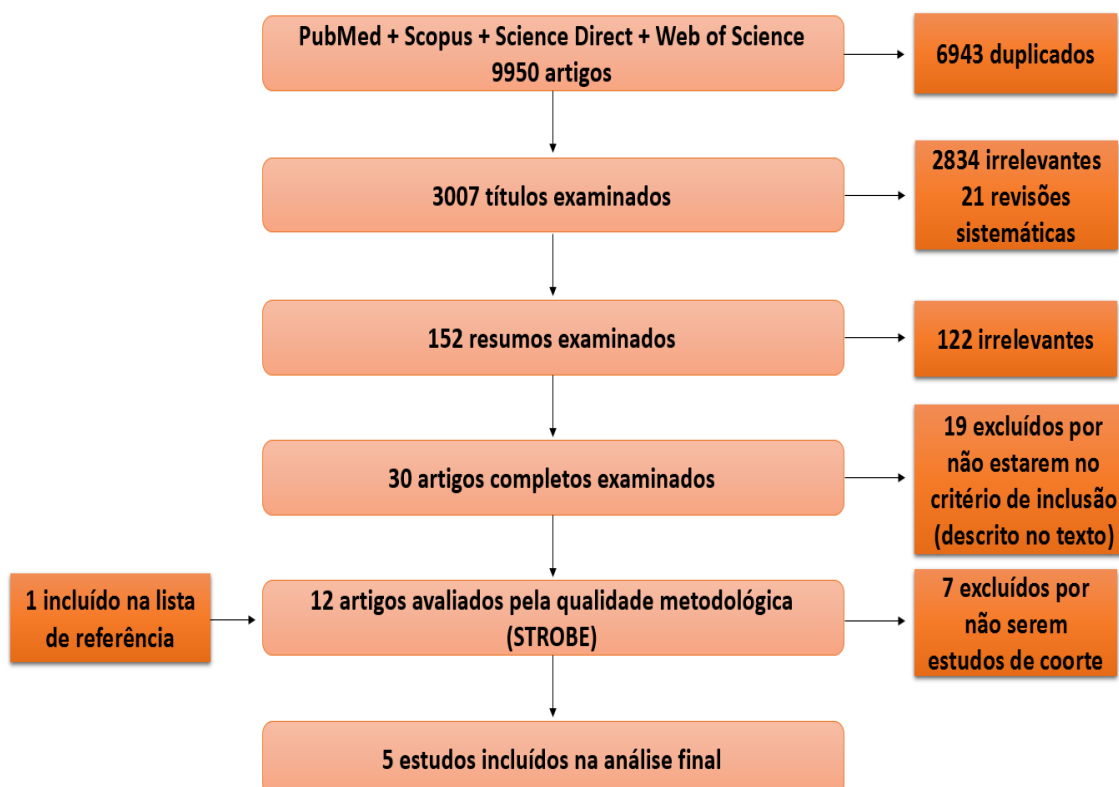 PubMed + Scopus + Science Direct + Web of Science
9950 artigos
6943 duplicados
3007 títulos examinados
2834 irrelevantes
21 revisões
sistemáticas
152 resumos examinados
122 irrelevantes
30 artigos completos examinados
19 excluídos por
não estarem no
critério de inclusão
(descrito no texto)
1 incluído na lista
de referência
12 artigos avaliados pela qualidade metodológica
(STROBE)
7 excluídos por
não serem
estudos de coorte
5 estudos incluídos na análise final